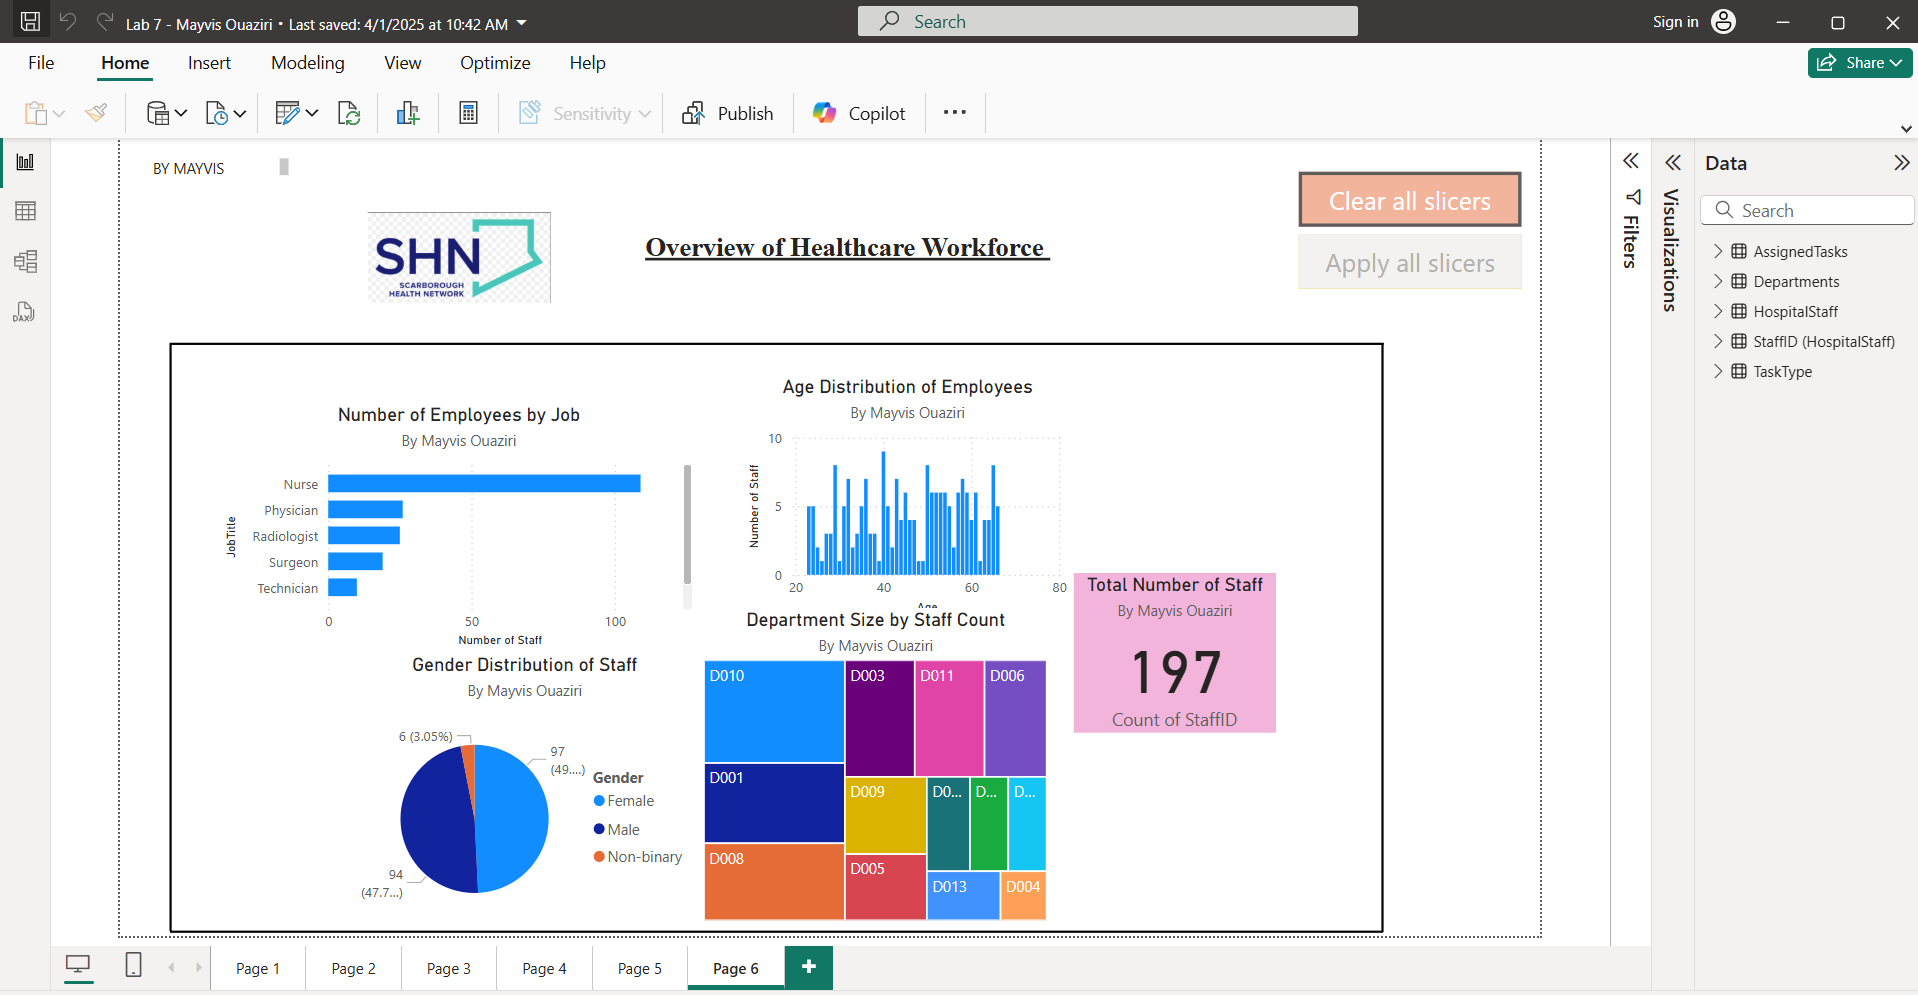 Lab 7 - Mayvis Ouaziri • Last saved: 4/1/2025 at 10:42 AM
Search
Sign in
File Home Insert Modeling View Optimize Help
Share
Sensitivity
Publish
Copilot
BY MAYVIS
SHN
SCARBOROUGH
HEALTH NETWORK
Overview of Healthcare Workforce
Clear all slicers
Apply all slicers
Number of Employees by Job
By Mayvis Ouaziri
JobTitle
Nurse
Physician
Radiologist
Surgeon
Technician
0 50 100
Number of Staff
Age Distribution of Employees
By Mayvis Ouaziri
Number of Staff
10
5
0
20 40 60 80
Age
Total Number of Staff
By Mayvis Ouaziri
197
Count of StaffID
Gender Distribution of Staff
By Mayvis Ouaziri
6 (3.05%)
97
(49....)
94
(47.7...)
Gender
Female
Male
Non-binary
Department Size by Staff Count
By Mayvis Ouaziri
D010 D003 D011 D006
D001 D009 D0... D... D...
D008 D005 D013 D004
Filters
Visualizations
Data
Search
AssignedTasks
Departments
HospitalStaff
StaffID (HospitalStaff)
TaskType
DAX
Page 1 Page 2 Page 3 Page 4 Page 5 Page 6